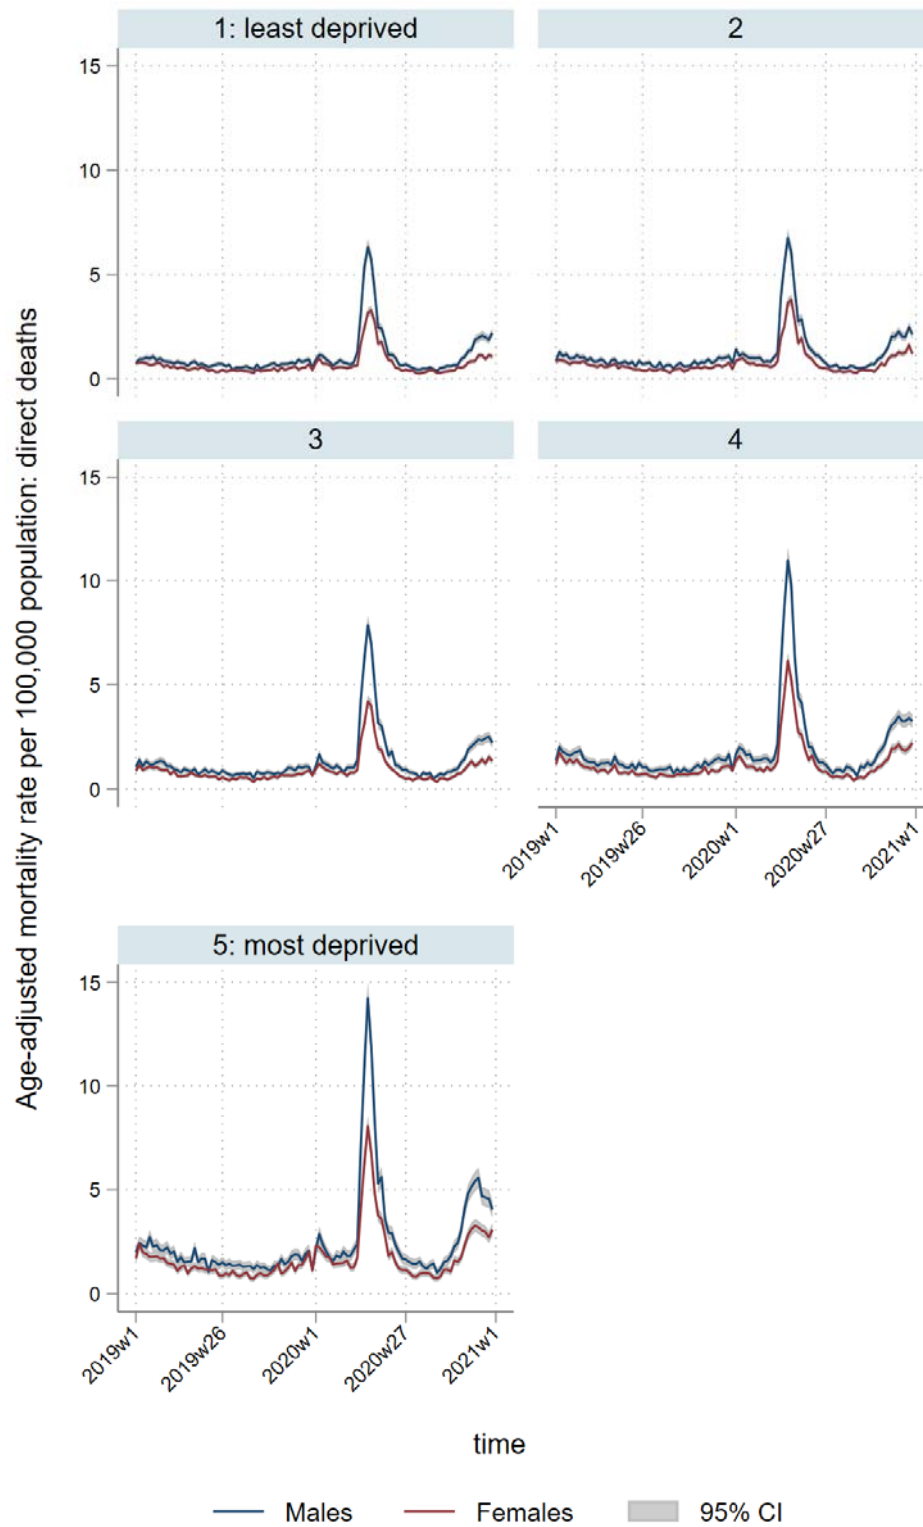 Age-adjusted mortality rate per 100,000 population: direct deaths
1: least deprived
2
15
10
5
0
3
4
15
10
5
0
2019w1
2019w26
2020w1
2020w27
2021w1
5: most deprived
15
10
5
0
2019w1
2019w26
2020w1
2020w27
2021w1
time
Males Females 95% CI